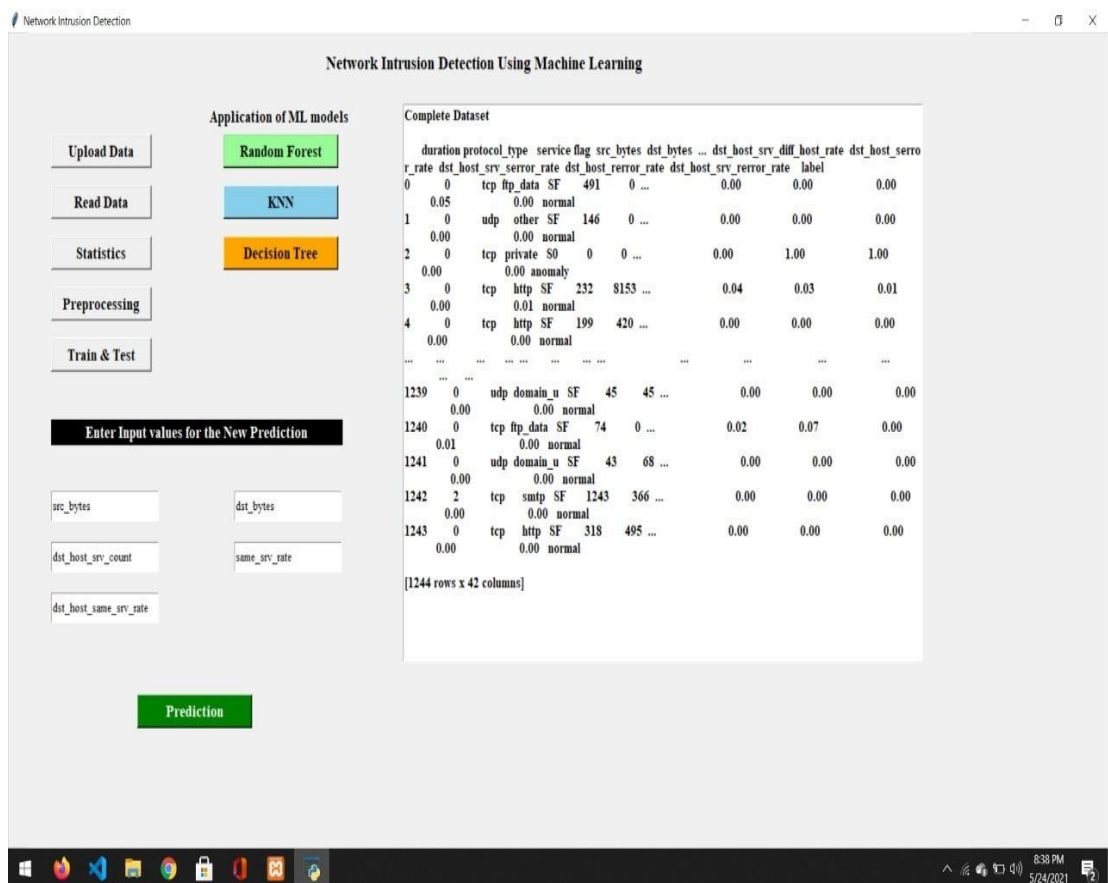 Network Intrusion Detection
Network Intrusion Detection Using Machine Learning
Application of ML models
Upload Data
Random Forest
Read Data
KNN
Statistics
Decision Tree
Preprocessing
Train & Test
Enter Input values for the New Prediction
src_bytes
dst_bytes
dst_host_srv_count
same_srv_rate
dst_host_same_srv_rate
Prediction
Complete Dataset
duration protocol_type service flag src_bytes dst_bytes ... dst_host_srv_diff_host_rate dst_host_serro
r_rate dst_host_srv_serror_rate dst_host_rerror_rate dst_host_srv_rerror_rate label
0 0 tcp ftp_data SF 491 0 ... 0.00 0.00 0.00
0.05 0.00 normal
1 0 udp other SF 146 0 ... 0.00 0.00 0.00
0.00 0.00 normal
2 0 tcp private S0 0 0 ... 0.00 1.00 1.00
0.00 0.00 anomaly
3 0 tcp http SF 232 8153 ... 0.04 0.03 0.01
0.00 0.01 normal
4 0 tcp http SF 199 420 ... 0.00 0.00 0.00
0.00 0.00 normal
... ... ... ... ... ... ... ... ... ... ... ...
... ...
1239 0 udp domain_u SF 45 45 ... 0.00 0.00 0.00
0.00 0.00 normal
1240 0 tcp ftp_data SF 74 0 ... 0.02 0.07 0.00
0.01 0.00 normal
1241 0 udp domain_u SF 43 68 ... 0.00 0.00 0.00
0.00 0.00 normal
1242 2 tcp smtp SF 1243 366 ... 0.00 0.00 0.00
0.00 0.00 normal
1243 0 tcp http SF 318 495 ... 0.00 0.00 0.00
0.00 0.00 normal
[1244 rows x 42 columns]
8:38 PM
5/24/2021
2